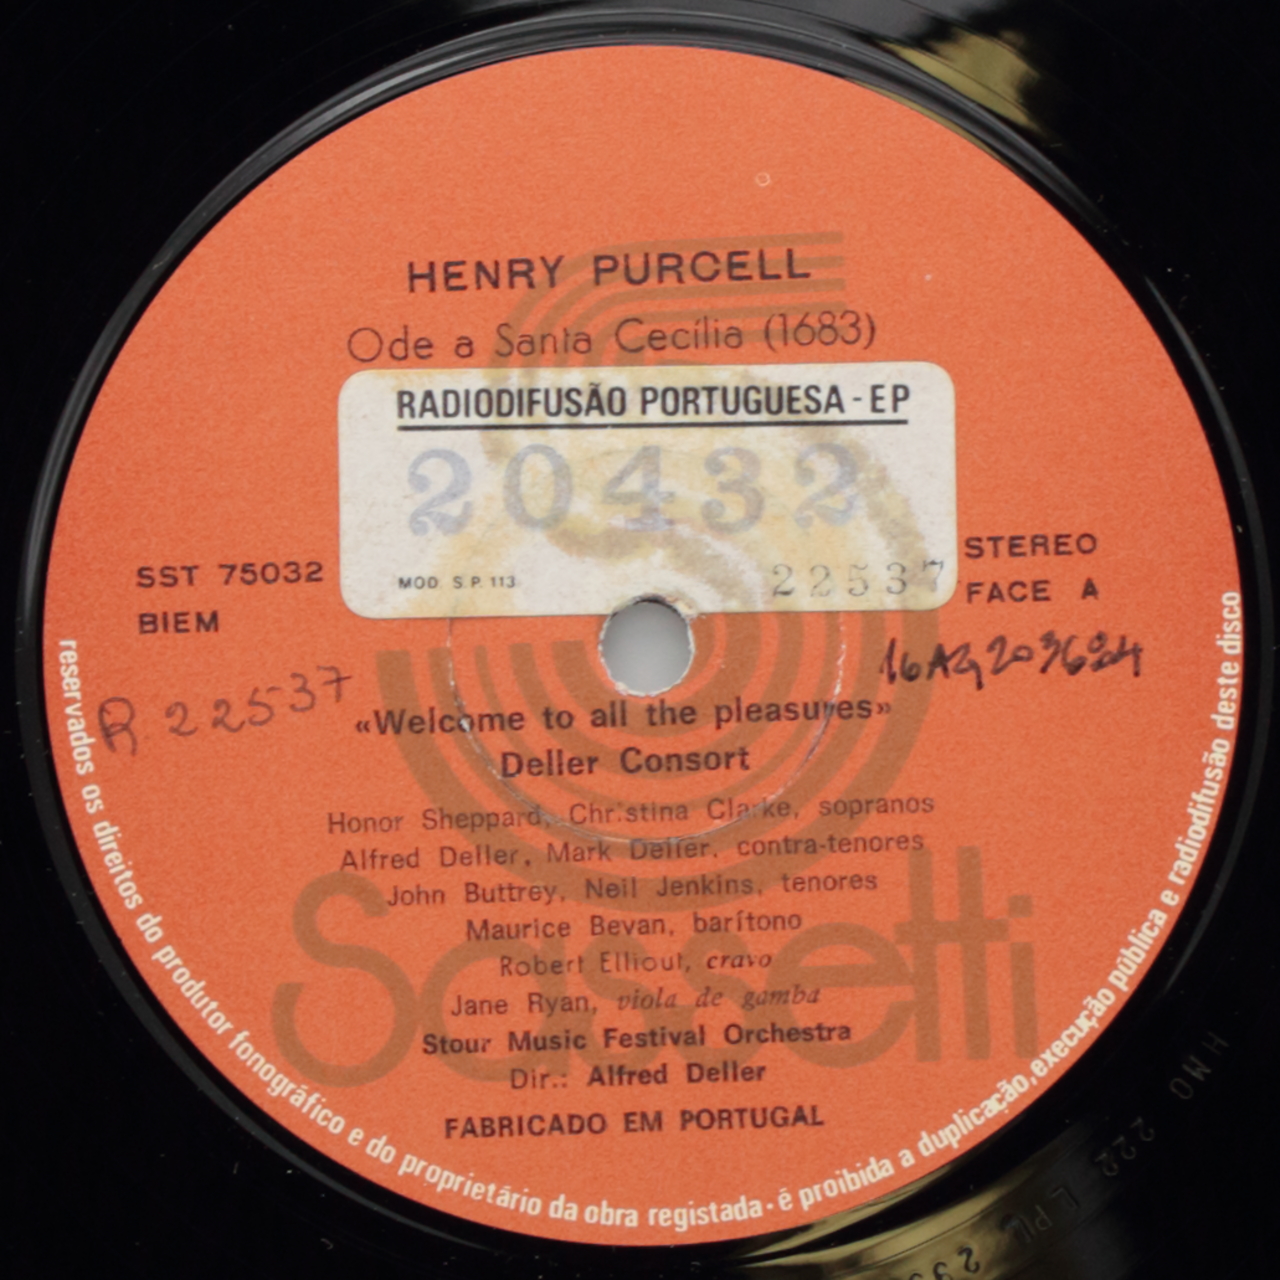 HENRY PURCELL
Ode a Santa Cecília (1683)
RADIODIFUSÃO PORTUGUESA - EP
20432
MOD. S.P. 113
22537
SST 75032
BIEM
STEREO
FACE A
R 22537
«Welcome to all the pleasures»
Deller Consort
Honor Sheppard, Christina Clarke, sopranos
Alfred Deller, Mark Deller, contra-tenores
John Buttrey, Neil Jenkins, tenores
Maurice Bevan, barítono
Robert Elliout, cravo
Jane Ryan, viola de gamba
Stour Music Festival Orchestra
Dir.: Alfred Deller
FABRICADO EM PORTUGAL
Sassetti
reservados os direitos do produtor fonográfico e do proprietário da obra registada · é proibida a duplicação, execução pública e radiodifusão deste disco
HMO 222